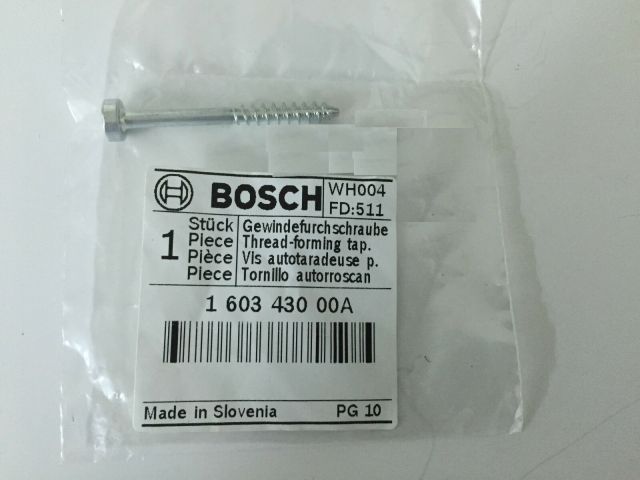 BOSCH
WH004
FD:511
1
Stück
Piece
Pièce
Piece
Gewindefurchschraube
Thread-forming tap.
Vis autotaradeuse p.
Tornillo autorroscan
1 603 430 00A
Made in Slovenia PG 10